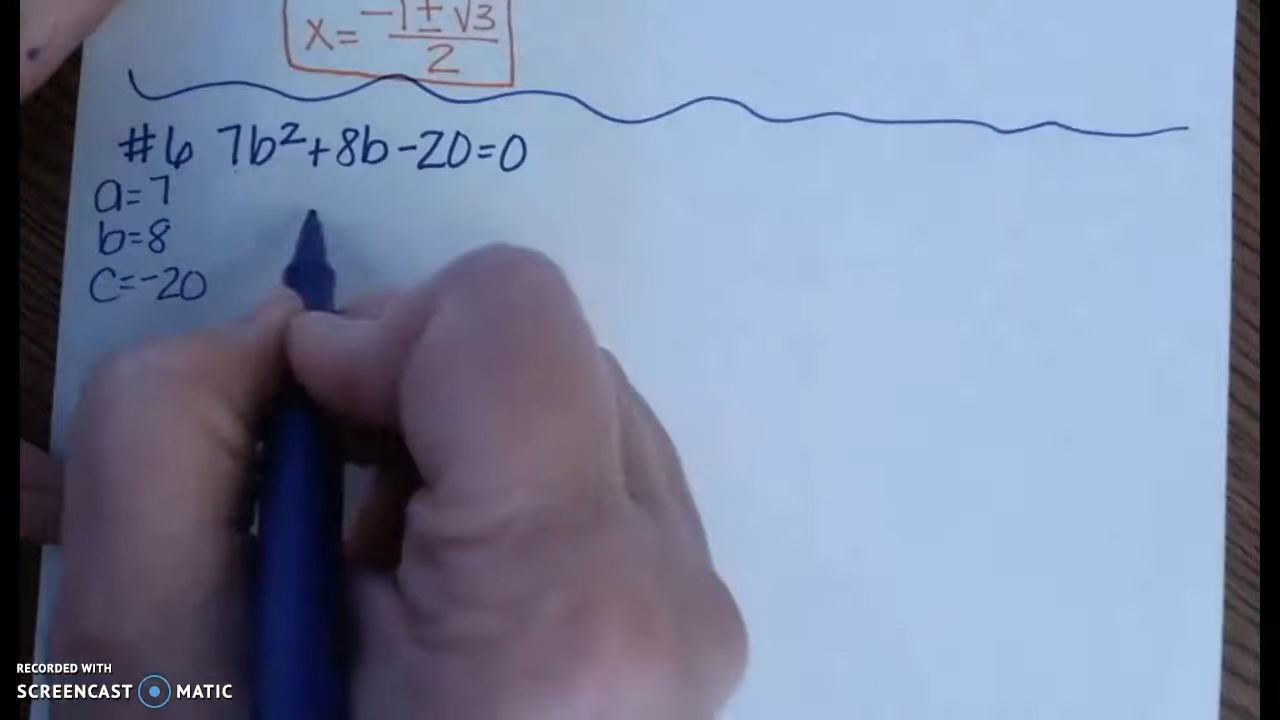 x = -1 ± √3 / 2
#6 7b²+8b-20=0
a=7
b=8
c=-20
RECORDED WITH
SCREENCAST MATIC